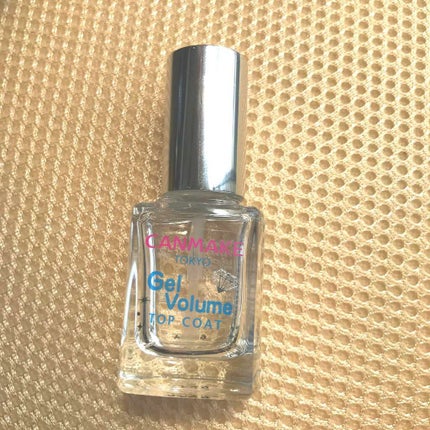 CANMAKE
TOKYO
Gel
Volume
TOP COAT